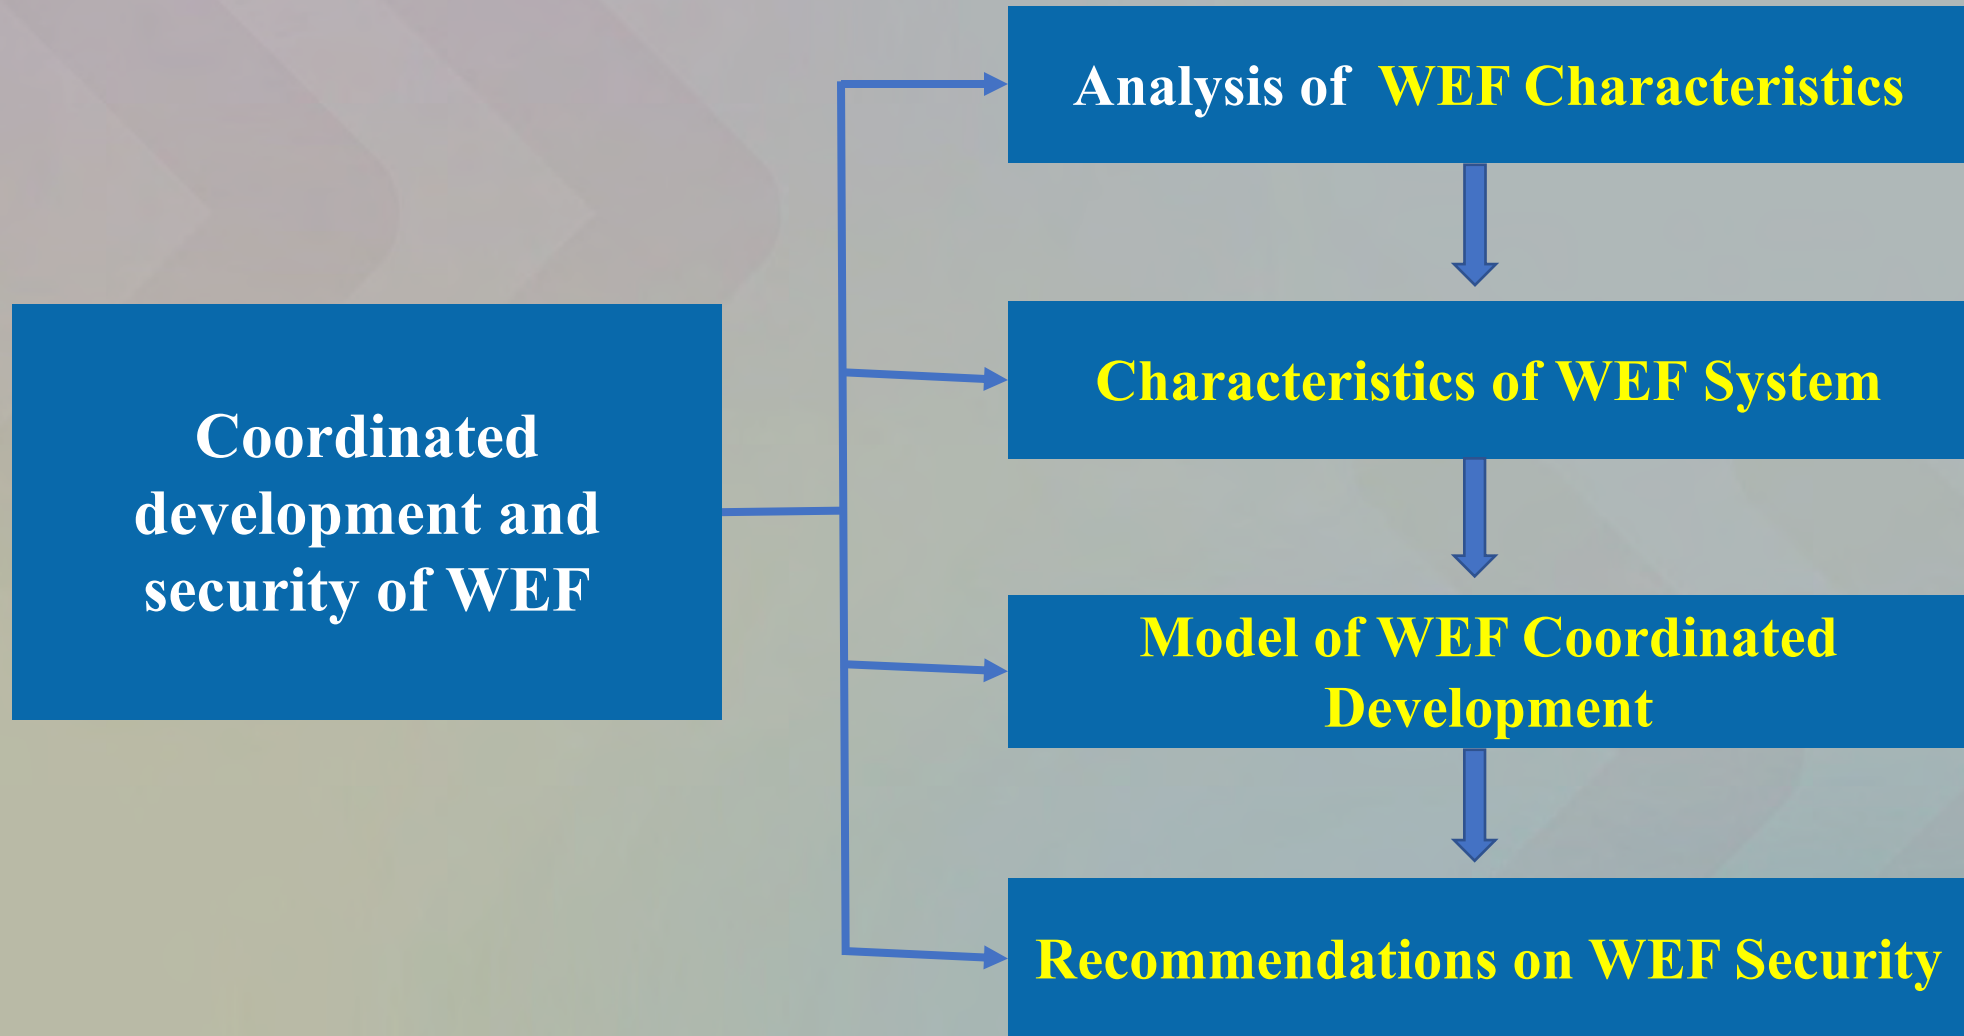 Coordinated
development and
security of WEF
Analysis of WEF Characteristics
Characteristics of WEF System
Model of WEF Coordinated
Development
Recommendations on WEF Security